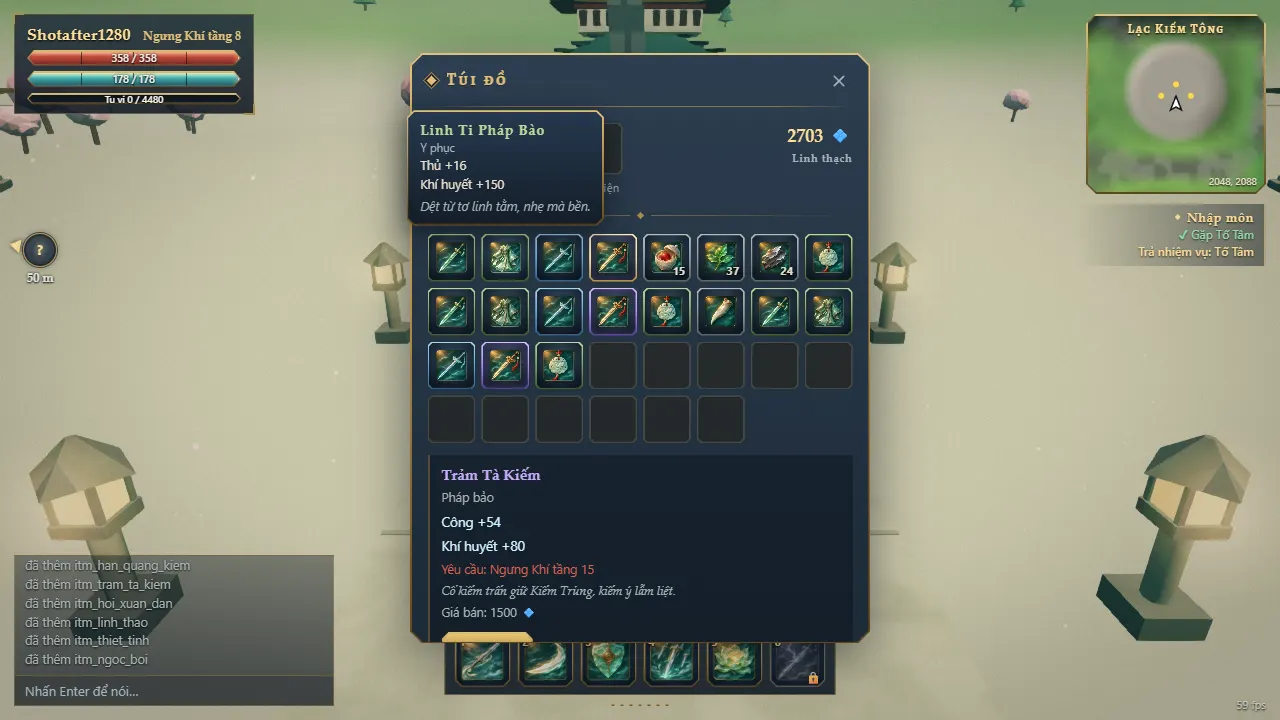 Shotafter1280 Ngưng Khí tầng 8
358 / 358
178 / 178
Tu vi 0 / 4480
?
50 m
TÚI ĐỒ
Linh Ti Pháp Bào
Y phục
Thủ +16
Khí huyết +150
Dệt từ tơ linh tằm, nhẹ mà bền.
2703
Linh thạch
15
37
24
Trảm Tà Kiếm
Pháp bảo
Công +54
Khí huyết +80
Yêu cầu: Ngưng Khí tầng 15
Cổ kiếm trấn giữ Kiếm Trủng, kiếm ý lẫm liệt.
Giá bán: 1500
LẠC KIẾM TÔNG
2048, 2088
Nhập môn
✓ Gặp Tố Tâm
Trả nhiệm vụ: Tố Tâm
đã thêm itm_han_quang_kiem
đã thêm itm_tram_ta_kiem
đã thêm itm_hoi_xuan_dan
đã thêm itm_linh_thao
đã thêm itm_thiet_tinh
đã thêm itm_ngoc_boi
Nhấn Enter để nói...
59 fps